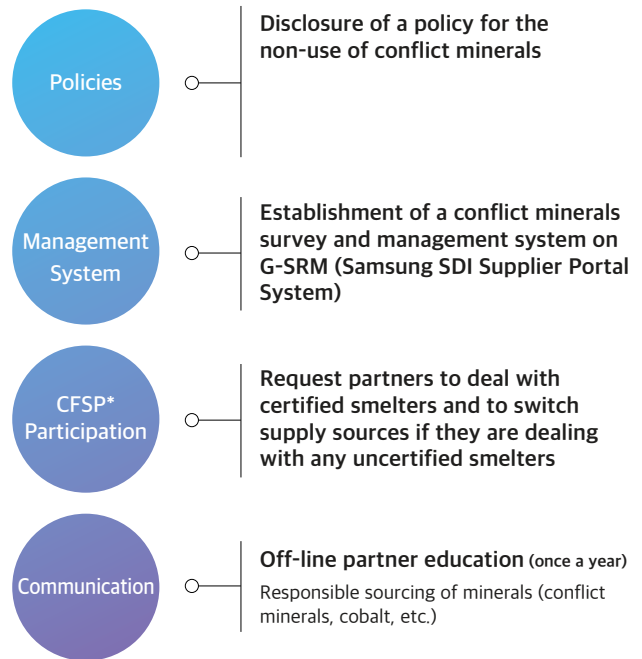 Policies
Disclosure of a policy for the
non-use of conflict minerals
Management
System
Establishment of a conflict minerals
survey and management system on
G-SRM (Samsung SDI Supplier Portal
System)
CFSP*
Participation
Request partners to deal with
certified smelters and to switch
supply sources if they are dealing
with any uncertified smelters
Communication
Off-line partner education (once a year)
Responsible sourcing of minerals (conflict
minerals, cobalt, etc.)